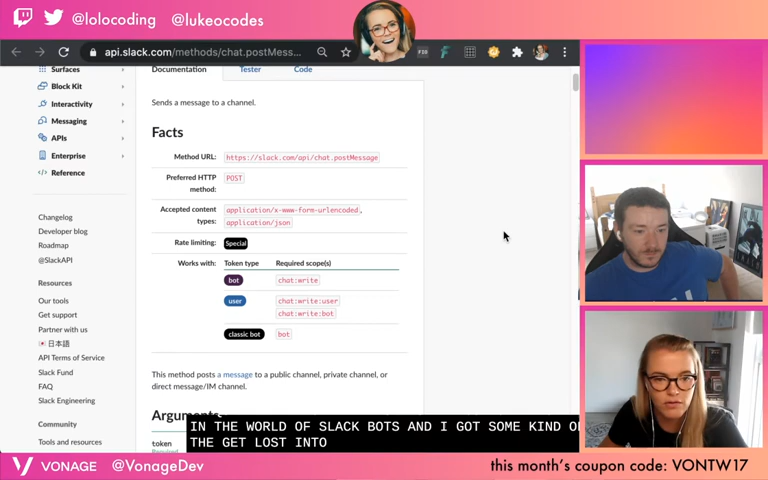 @lolocoding @lukeocodes
api.slack.com/methods/chat.postMess...
Surfaces
Block Kit
Interactivity
Messaging
APIs
Enterprise
Reference
Changelog
Developer blog
Roadmap
@SlackAPI
Resources
Our tools
Get support
Partner with us
日本語
API Terms of Service
Slack Fund
FAQ
Slack Engineering
Community
Tools and resources
Documentation Tester Code
Sends a message to a channel.
Facts
Method URL: https://slack.com/api/chat.postMessage
Preferred HTTP method: POST
Accepted content types: application/x-www-form-urlencoded, application/json
Rate limiting: Special
Works with: Token type Required scope(s)
bot chat:write
user chat:write:user
chat:write:bot
classic bot bot
This method posts a message to a public channel, private channel, or
direct message/IM channel.
Arguments
token
IN THE WORLD OF SLACK BOTS AND I GOT SOME KIND
THE GET LOST INTO
VONAGE @VonageDev this month's coupon code: VONTW17